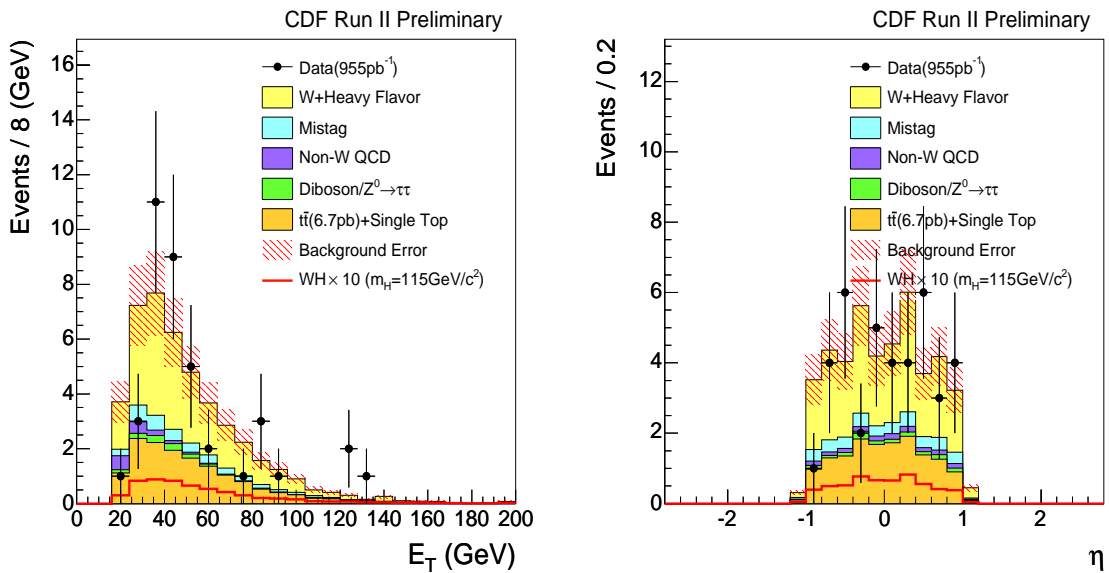 CDF Run II Preliminary
Events / 8 (GeV)
16
14
12
10
8
6
4
2
0
Data(955pb⁻¹)
W+Heavy Flavor
Mistag
Non-W QCD
Diboson/Z⁰→ττ
tt̄(6.7pb)+Single Top
Background Error
WH × 10 (m_H=115GeV/c²)
0 20 40 60 80 100 120 140 160 180 200
E_T (GeV)
CDF Run II Preliminary
Events / 0.2
12
10
8
6
4
2
0
Data(955pb⁻¹)
W+Heavy Flavor
Mistag
Non-W QCD
Diboson/Z⁰→ττ
tt̄(6.7pb)+Single Top
Background Error
WH × 10 (m_H=115GeV/c²)
-2 -1 0 1 2
η